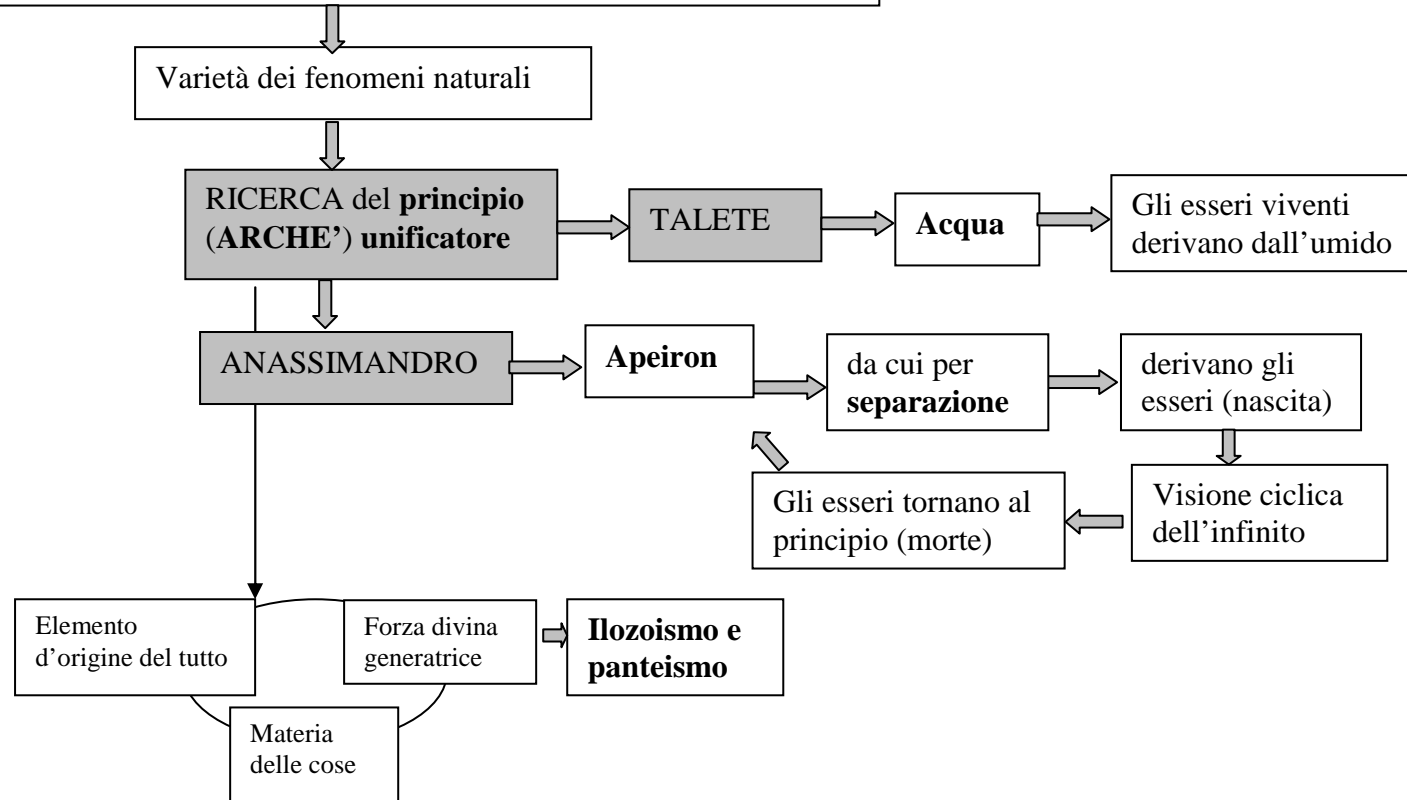 Varietà dei fenomeni naturali
RICERCA del principio
(ARCHE’) unificatore
TALETE
Acqua
Gli esseri viventi
derivano dall’umido
ANASSIMANDRO
Apeiron
da cui per
separazione
derivano gli
esseri (nascita)
Visione ciclica
dell’infinito
Gli esseri tornano al
principio (morte)
Elemento
d’origine del tutto
Forza divina
generatrice
Ilozoismo e
panteismo
Materia
delle cose